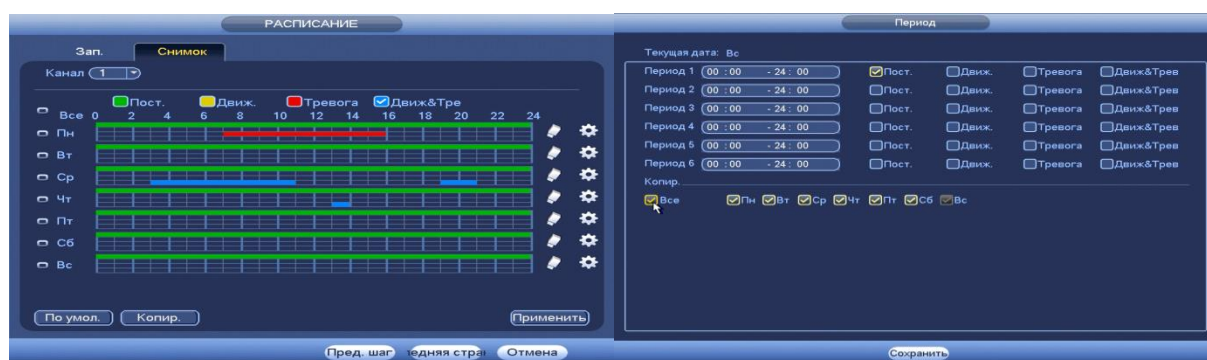 РАСПИСАНИЕ
Зап. Снимок
Канал 1
Пост. Движ. Тревога Движ&Тре
Все 0 2 4 6 8 10 12 14 16 18 20 22 24
Пн
Вт
Ср
Чт
Пт
Сб
Вс
По умол. Копир. Применить
Пред. шаг едняя стра Отмена
Период
Текущая дата: Вс
Период 1 00 : 00 - 24 : 00 Пост. Движ. Тревога Движ&Трев
Период 2 00 : 00 - 24 : 00 Пост. Движ. Тревога Движ&Трев
Период 3 00 : 00 - 24 : 00 Пост. Движ. Тревога Движ&Трев
Период 4 00 : 00 - 24 : 00 Пост. Движ. Тревога Движ&Трев
Период 5 00 : 00 - 24 : 00 Пост. Движ. Тревога Движ&Трев
Период 6 00 : 00 - 24 : 00 Пост. Движ. Тревога Движ&Трев
Копир.
Все Пн Вт Ср Чт Пт Сб Вс
Сохранить